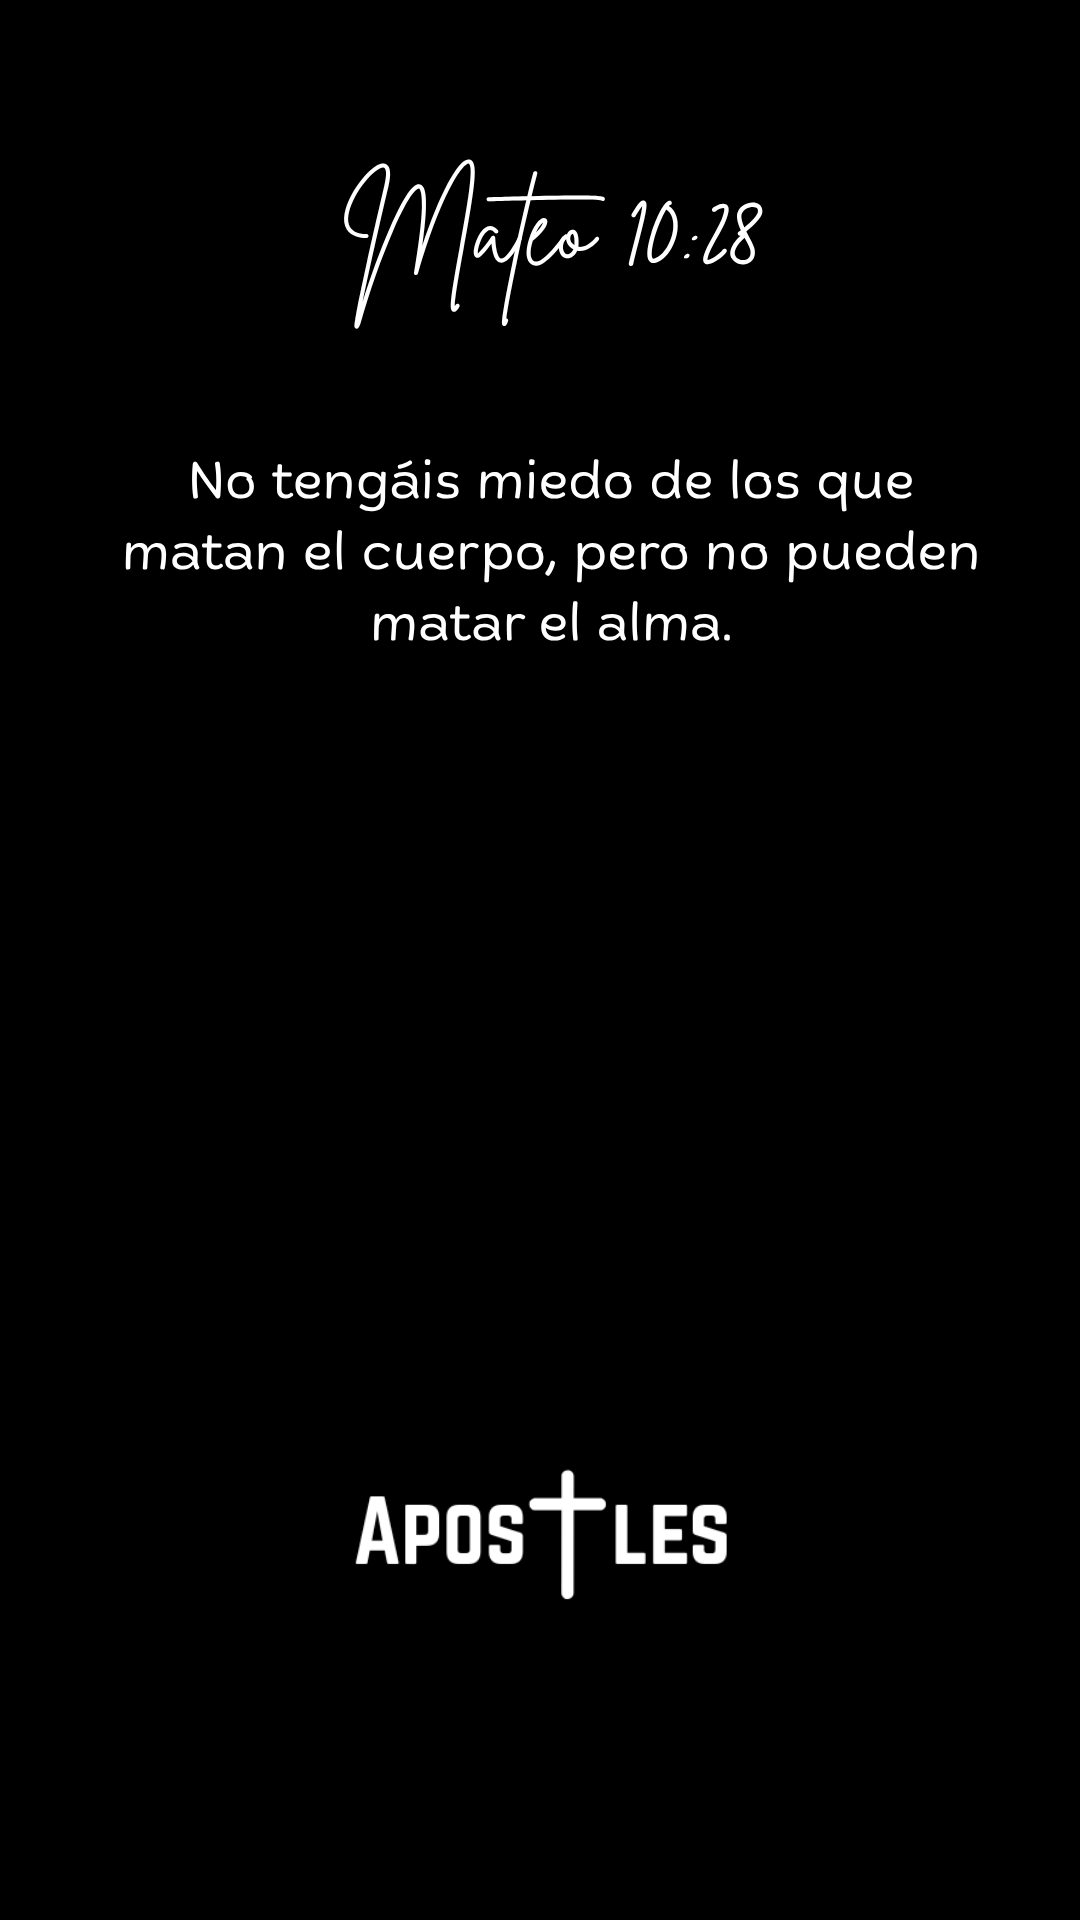 Mateo 10:28
No tengáis miedo de los que
matan el cuerpo, pero no pueden
matar el alma.
APOSTLES